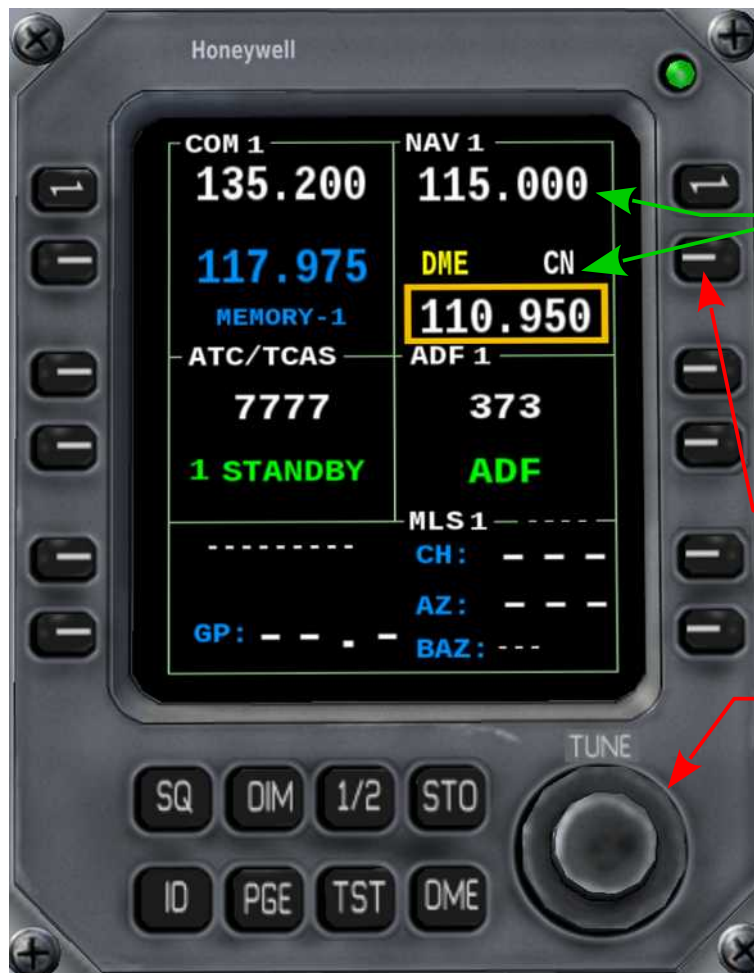 Honeywell
COM 1
NAV 1
135.200
115.000
117.975
DME CN
MEMORY-1
110.950
ATC/TCAS
ADF 1
7777
373
1 STANDBY
ADF
MLS 1 -----
---------
CH: - - -
AZ: - - -
GP: - - . -
BAZ: ---
TUNE
SQ DIM 1/2 STO
ID PGE TST DME